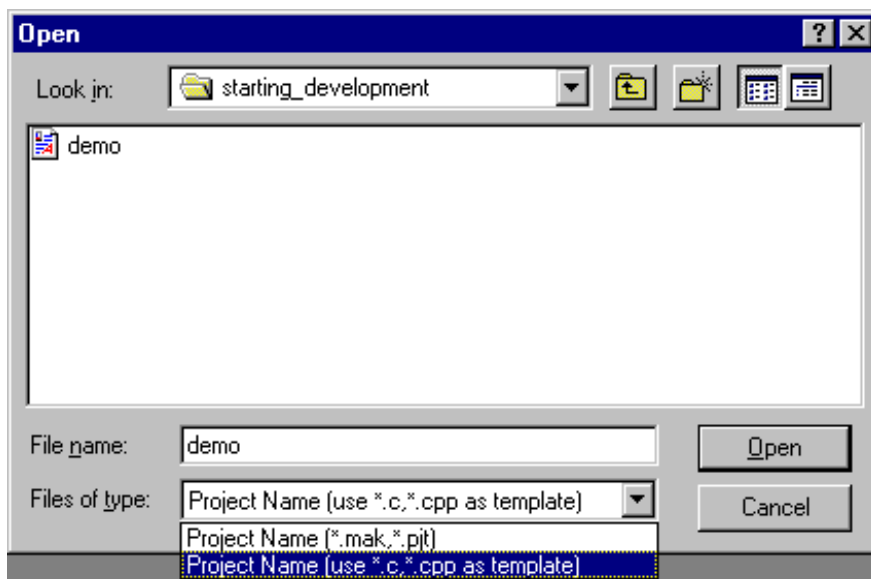 Open
Look in: starting_development
demo
File name: demo Open
Files of type: Project Name (use *.c,*.cpp as template) Cancel
Project Name (*.mak,*.pjt)
Project Name (use *.c,*.cpp as template)